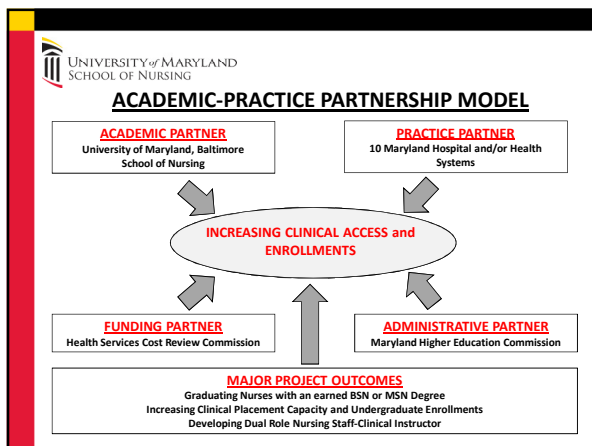 UNIVERSITY of MARYLAND
SCHOOL OF NURSING
ACADEMIC-PRACTICE PARTNERSHIP MODEL
ACADEMIC PARTNER
University of Maryland, Baltimore
School of Nursing
PRACTICE PARTNER
10 Maryland Hospital and/or Health
Systems
INCREASING CLINICAL ACCESS and
ENROLLMENTS
FUNDING PARTNER
Health Services Cost Review Commission
ADMINISTRATIVE PARTNER
Maryland Higher Education Commission
MAJOR PROJECT OUTCOMES
Graduating Nurses with an earned BSN or MSN Degree
Increasing Clinical Placement Capacity and Undergraduate Enrollments
Developing Dual Role Nursing Staff-Clinical Instructor